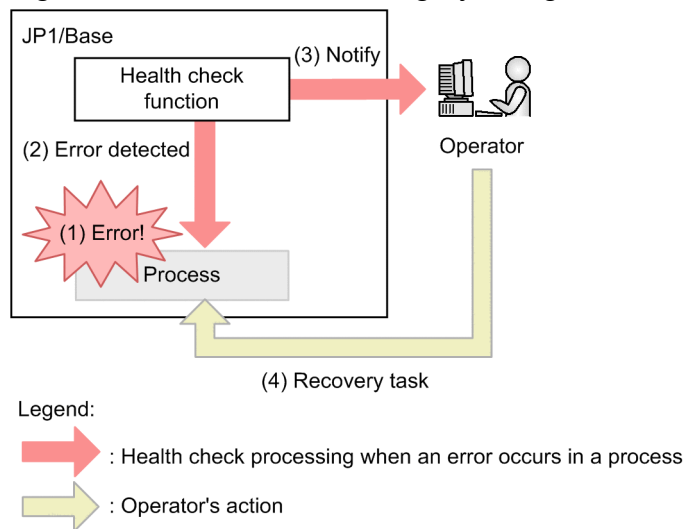 JP1/Base
(3) Notify
Health check
function
(2) Error detected
Operator
(1) Error!
Process
(4) Recovery task
Legend:
: Health check processing when an error occurs in a process
: Operator's action